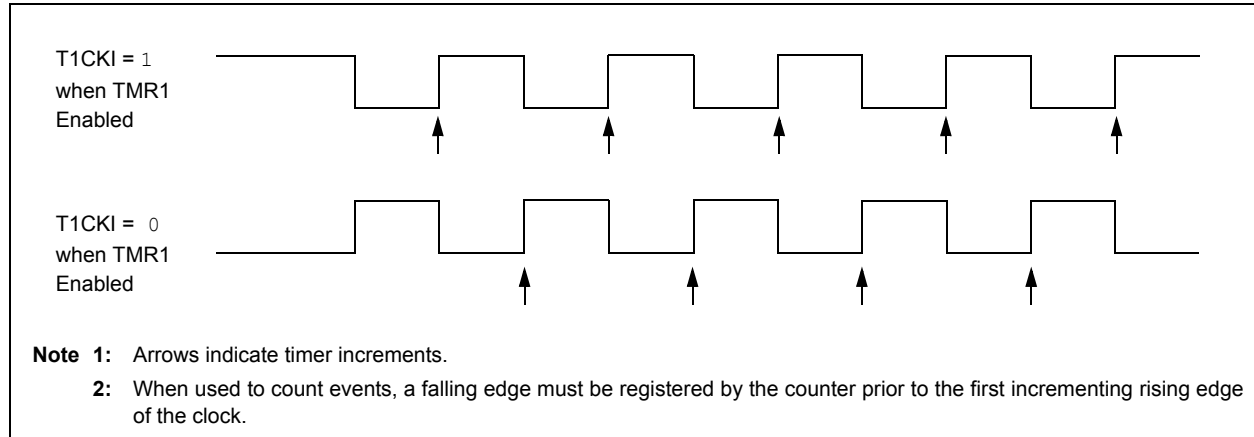 T1CKI = 1
when TMR1
Enabled
T1CKI = 0
when TMR1
Enabled
Note 1: Arrows indicate timer increments.
2: When used to count events, a falling edge must be registered by the counter prior to the first incrementing rising edge
of the clock.